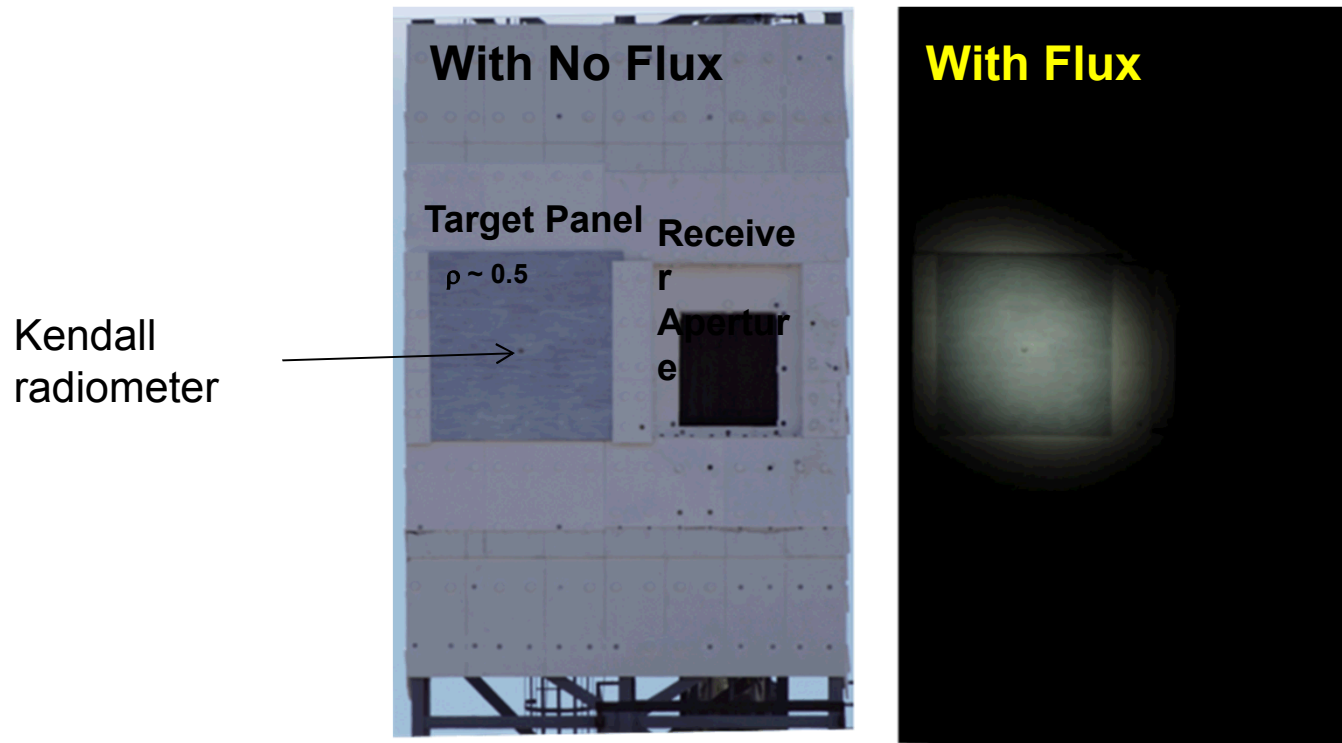 With No Flux
With Flux
Target Panel
ρ ~ 0.5
Receive
r
Apertur
e
Kendall
radiometer